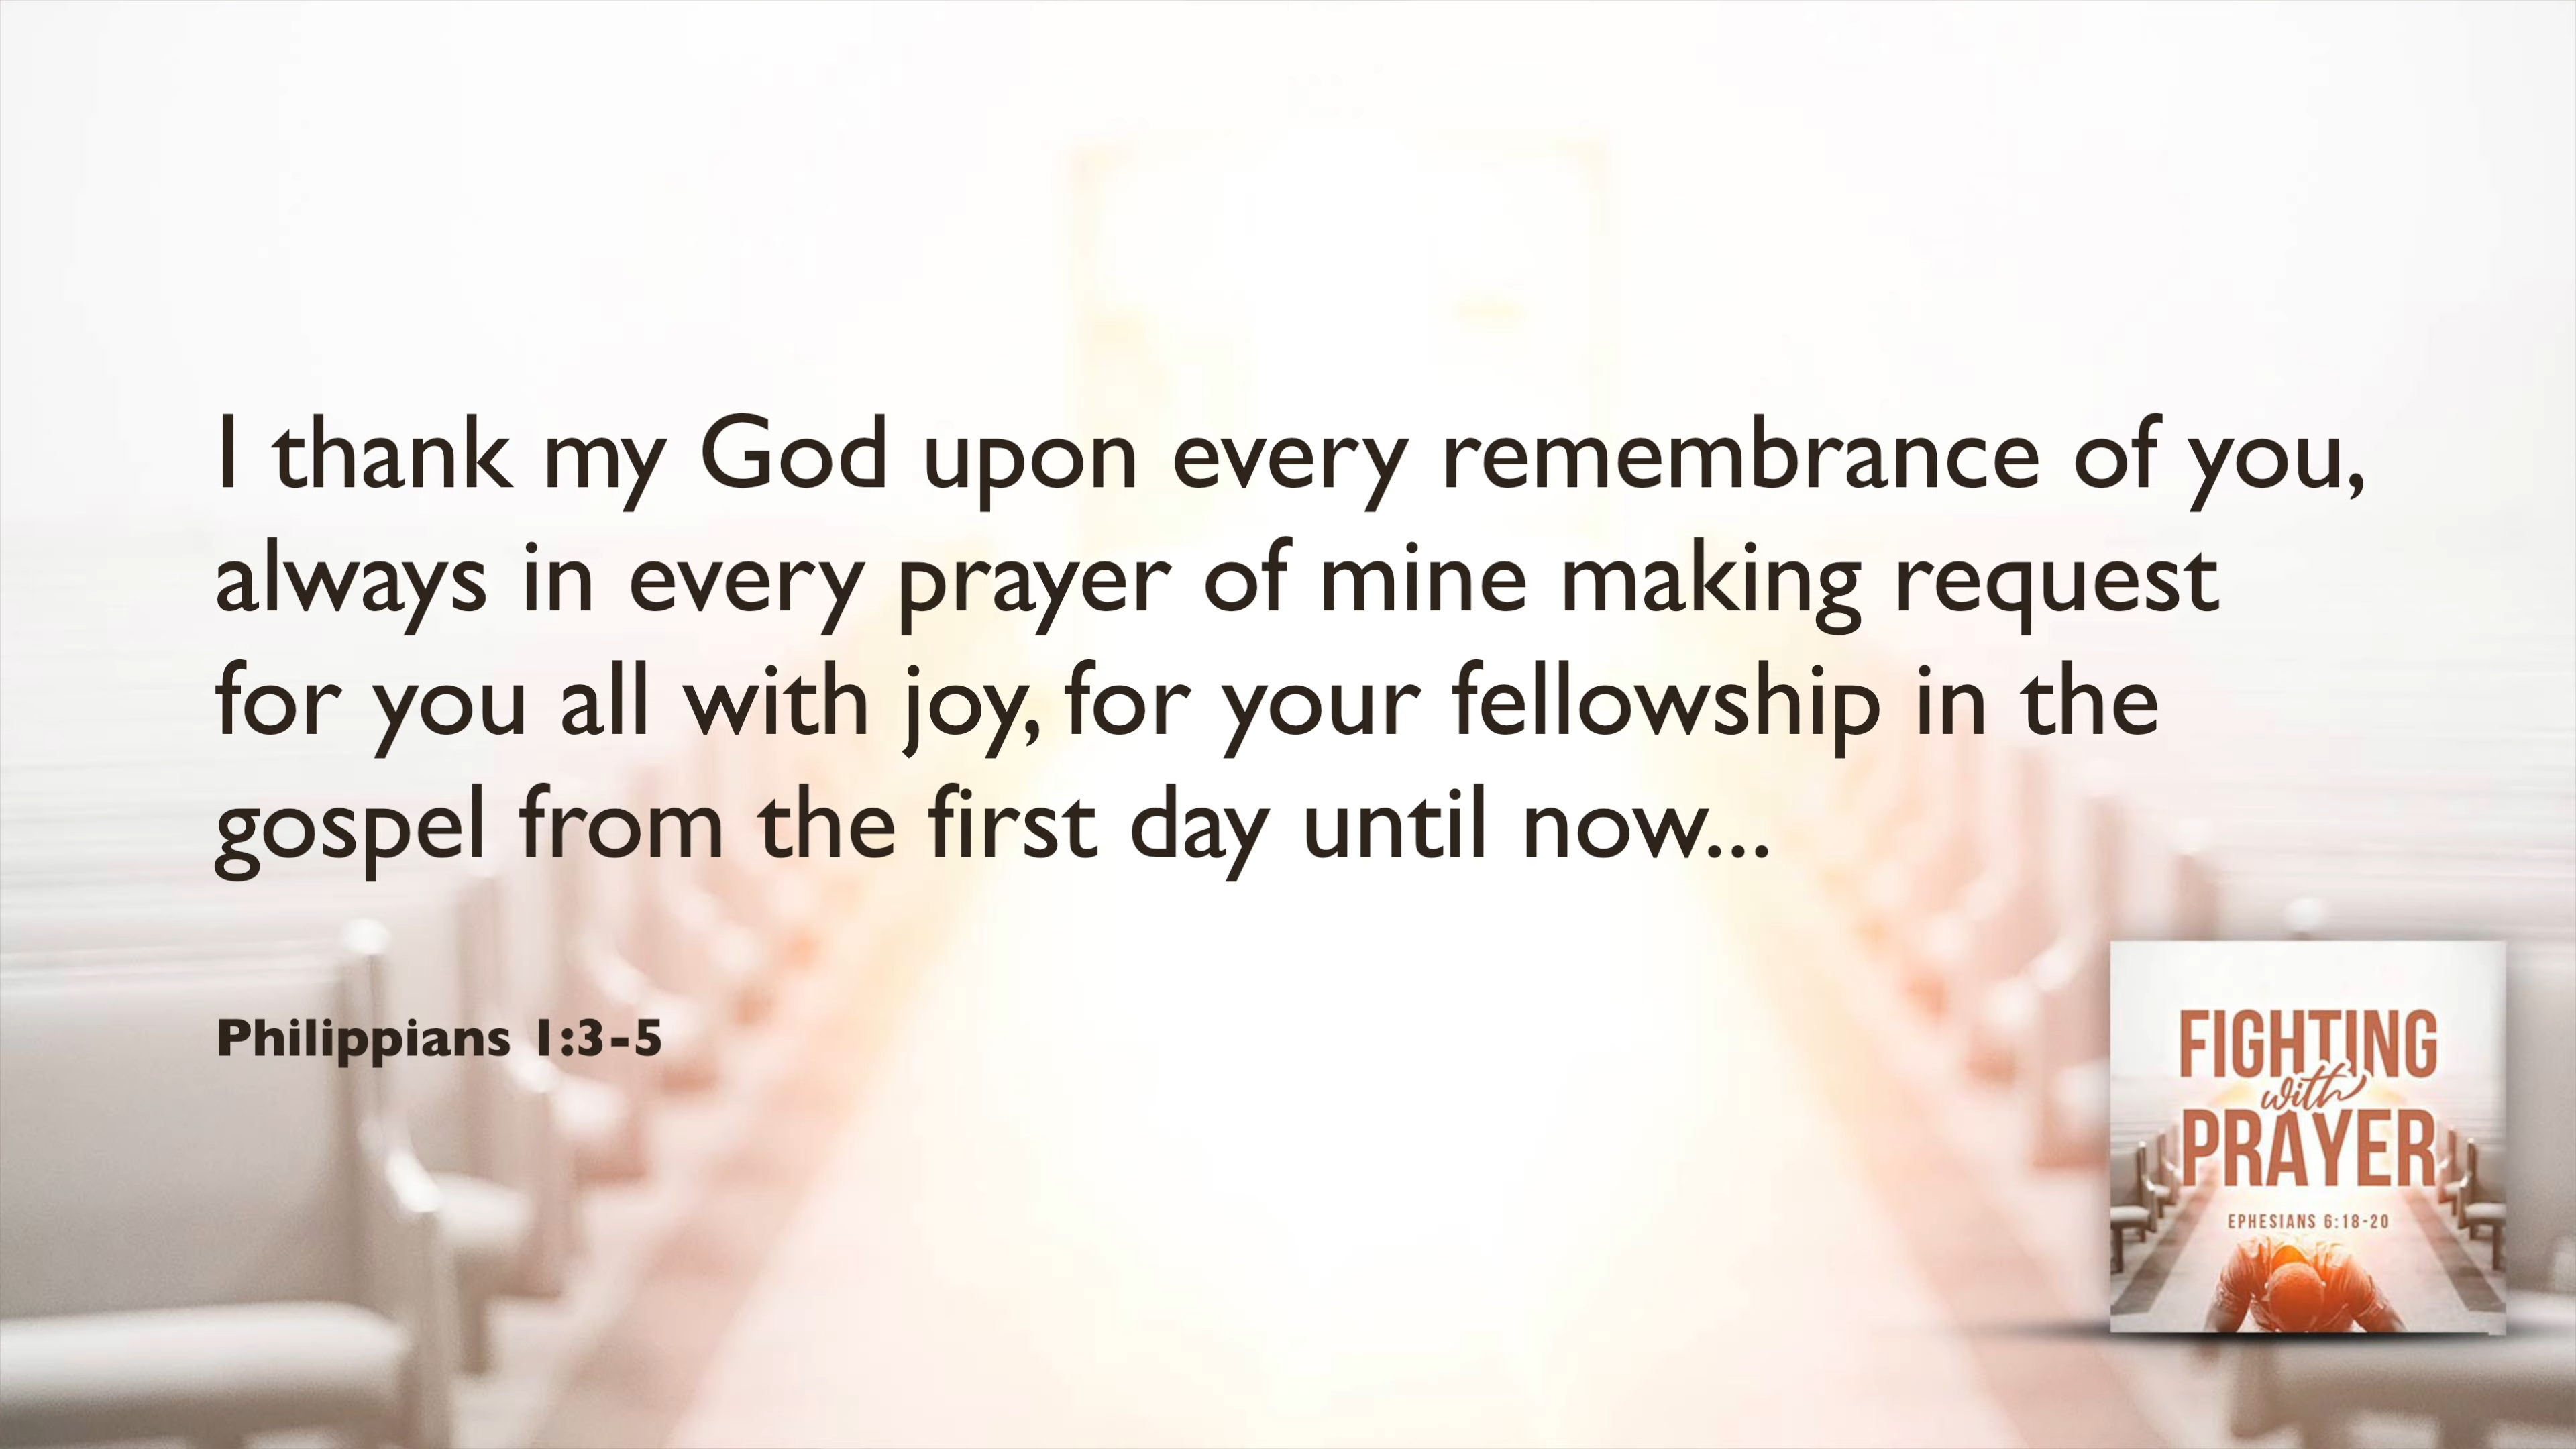 I thank my God upon every remembrance of you,
always in every prayer of mine making request
for you all with joy, for your fellowship in the
gospel from the first day until now...
Philippians 1:3-5
FIGHTING
with
PRAYER
EPHESIANS 6:18-20